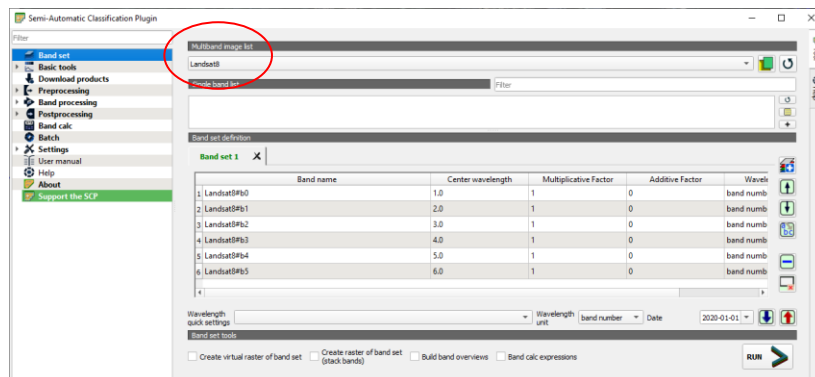 Semi-Automatic Classification Plugin
Filter
Band set
Basic tools
Download products
Preprocessing
Band processing
Postprocessing
Band calc
Batch
Settings
User manual
Help
About
Support the SCP
Multiband image list
Landsat8
Single band list
Filter
Band set definition
Band set 1 X
Band name Center wavelength Multiplicative Factor Additive Factor
1 Landsat8#b0 1.0 1 0 band numb
2 Landsat8#b1 2.0 1 0 band numb
3 Landsat8#b2 3.0 1 0 band numb
4 Landsat8#b3 4.0 1 0 band numb
5 Landsat8#b4 5.0 1 0 band numb
6 Landsat8#b5 6.0 1 0 band numb
Wavelength
quick settings
Wavelength
unit
band number
Date
2020-01-01
Band set tools
Create virtual raster of band set
Create raster of band set
(stack bands)
Build band overviews
Band calc expressions
RUN